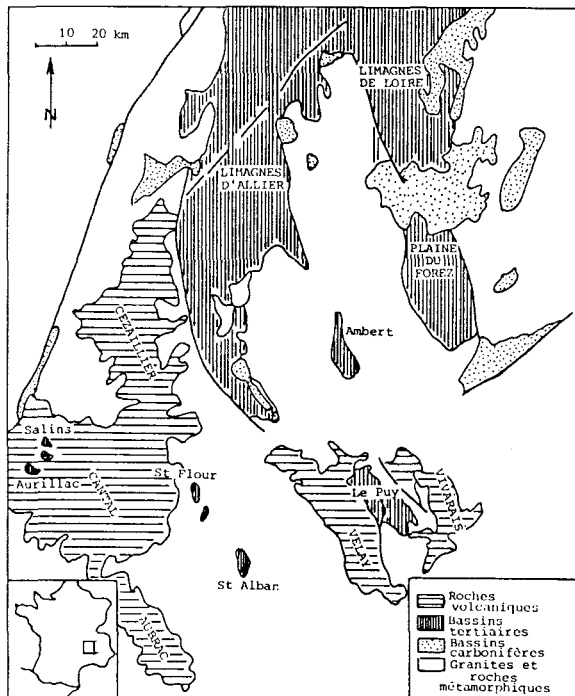 10 20 km
N
LIMAGNES
DE LOIRE
LIMAGNES
D'ALLIER
PLAINE
DU
FOREZ
Ambert
CEZALLIER
Salins
Aurillac
CANTAL
St Flour
Le Puy
VIVARAIS
VELAY
St Alban
AUBRAC
Roches
volcaniques
Bassins
tertiaires
Bassins
carbonifères
Granites et
roches
métamorphiques